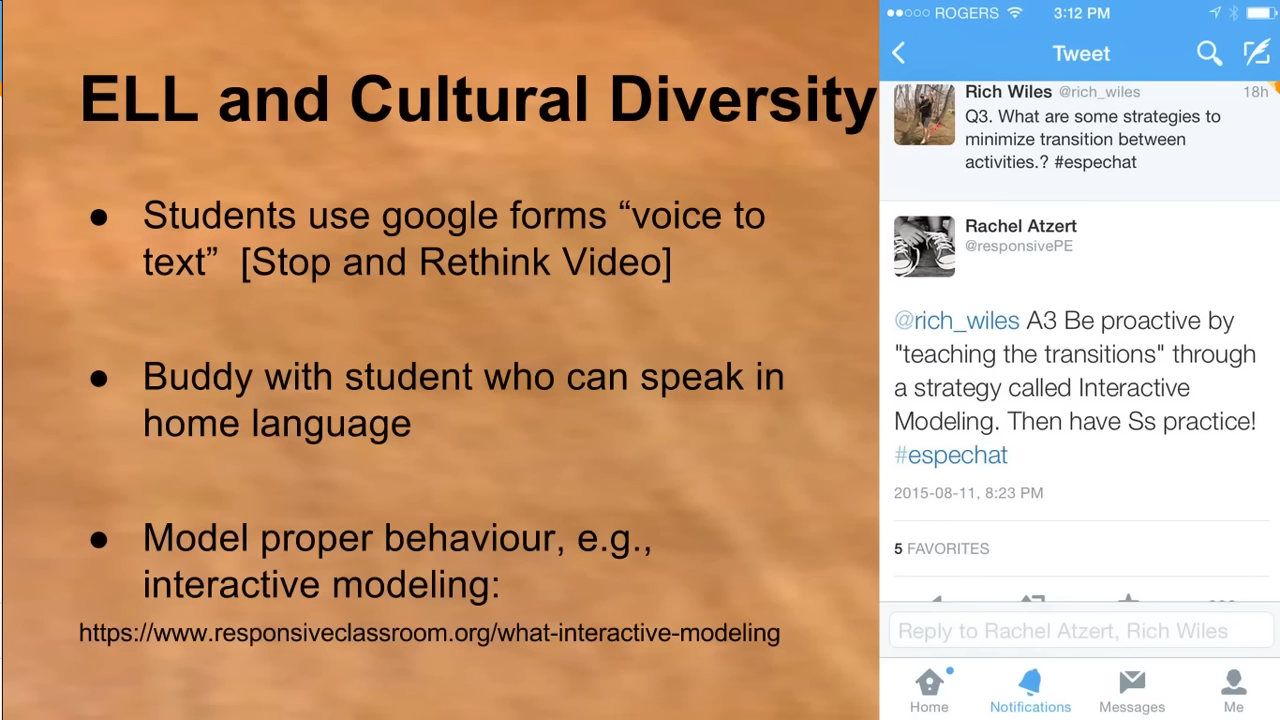 ELL and Cultural Diversity
● Students use google forms “voice to
text” [Stop and Rethink Video]
● Buddy with student who can speak in
home language
● Model proper behaviour, e.g.,
interactive modeling:
https://www.responsiveclassroom.org/what-interactive-modeling
ROGERS 3:12 PM
Tweet
Rich Wiles @rich_wiles 18h
Q3. What are some strategies to
minimize transition between
activities.? #espechat
Rachel Atzert
@responsivePE
@rich_wiles A3 Be proactive by
"teaching the transitions" through
a strategy called Interactive
Modeling. Then have Ss practice!
#espechat
2015-08-11, 8:23 PM
5 FAVORITES
Reply to Rachel Atzert, Rich Wiles
Home Notifications Messages Me